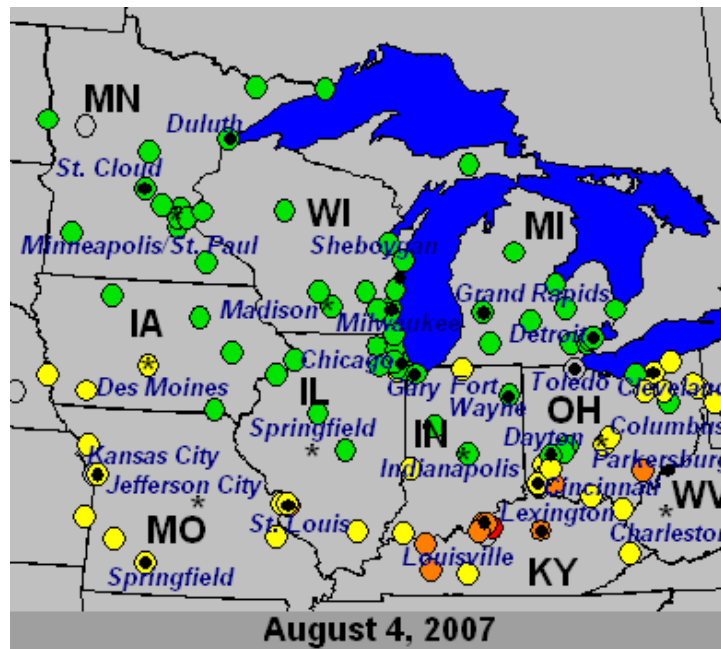 MN
Duluth
St. Cloud
WI
MI
Minneapolis/St. Paul
Sheboygan
Madison
Grand Rapids
Milwaukee
IA
Detroit
Chicago
Des Moines
Gary
Fort Wayne
Toledo
Cleveland
IL
OH
Columbus
Springfield
IN
Dayton
Kansas City
Indianapolis
Parkersburg
Jefferson City
Cincinnati
WV
MO
St. Louis
Lexington
Charleston
Louisville
Springfield
KY
August 4, 2007